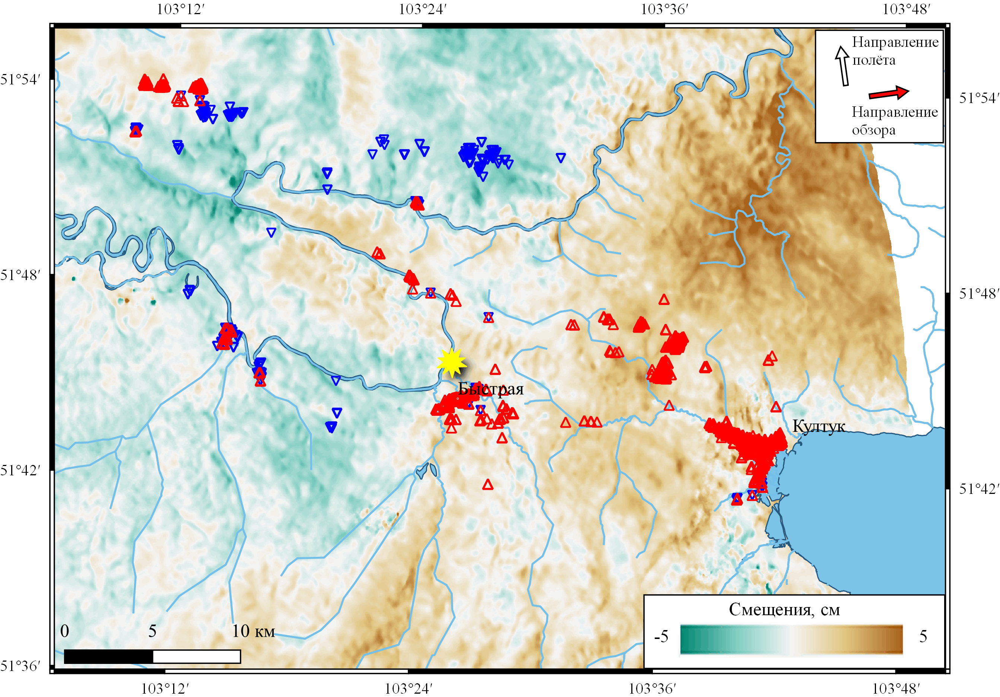 103°12′
103°24′
103°36′
103°48′
Направление
полёта
51°54′
51°54′
Направление
обзора
51°48′
51°48′
Быстрая
Култук
51°42′
51°42′
Смещения, см
0
5
10 км
-5
5
51°36′
103°12′
103°24′
103°36′
103°48′